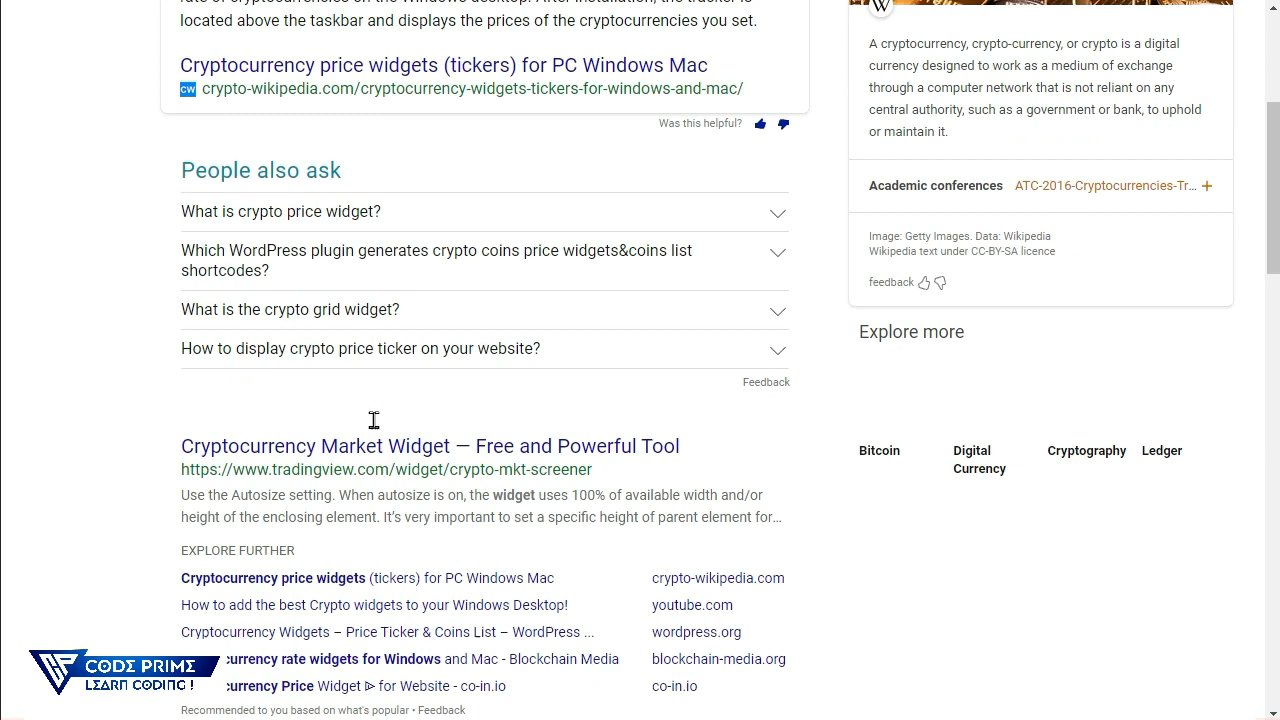 rate of cryptocurrencies on the Windows desktop. After installation, the tracker is
located above the taskbar and displays the prices of the cryptocurrencies you set.
Cryptocurrency price widgets (tickers) for PC Windows Mac
CW crypto-wikipedia.com/cryptocurrency-widgets-tickers-for-windows-and-mac/
Was this helpful?
People also ask
What is crypto price widget?
Which WordPress plugin generates crypto coins price widgets&coins list
shortcodes?
What is the crypto grid widget?
How to display crypto price ticker on your website?
Feedback
Cryptocurrency Market Widget — Free and Powerful Tool
https://www.tradingview.com/widget/crypto-mkt-screener
Use the Autosize setting. When autosize is on, the widget uses 100% of available width and/or
height of the enclosing element. It's very important to set a specific height of parent element for…
EXPLORE FURTHER
Cryptocurrency price widgets (tickers) for PC Windows Mac crypto-wikipedia.com
How to add the best Crypto widgets to your Windows Desktop! youtube.com
Cryptocurrency Widgets – Price Ticker & Coins List – WordPress ... wordpress.org
currency rate widgets for Windows and Mac - Blockchain Media blockchain-media.org
currency Price Widget ᐅ for Website - co-in.io co-in.io
Recommended to you based on what's popular • Feedback
CODE PRIME
LEARN CODING !
W
A cryptocurrency, crypto-currency, or crypto is a digital
currency designed to work as a medium of exchange
through a computer network that is not reliant on any
central authority, such as a government or bank, to uphold
or maintain it.
Academic conferences ATC-2016-Cryptocurrencies-Tr… +
Image: Getty Images. Data: Wikipedia
Wikipedia text under CC-BY-SA licence
feedback
Explore more
Bitcoin
Digital
Currency
Cryptography
Ledger